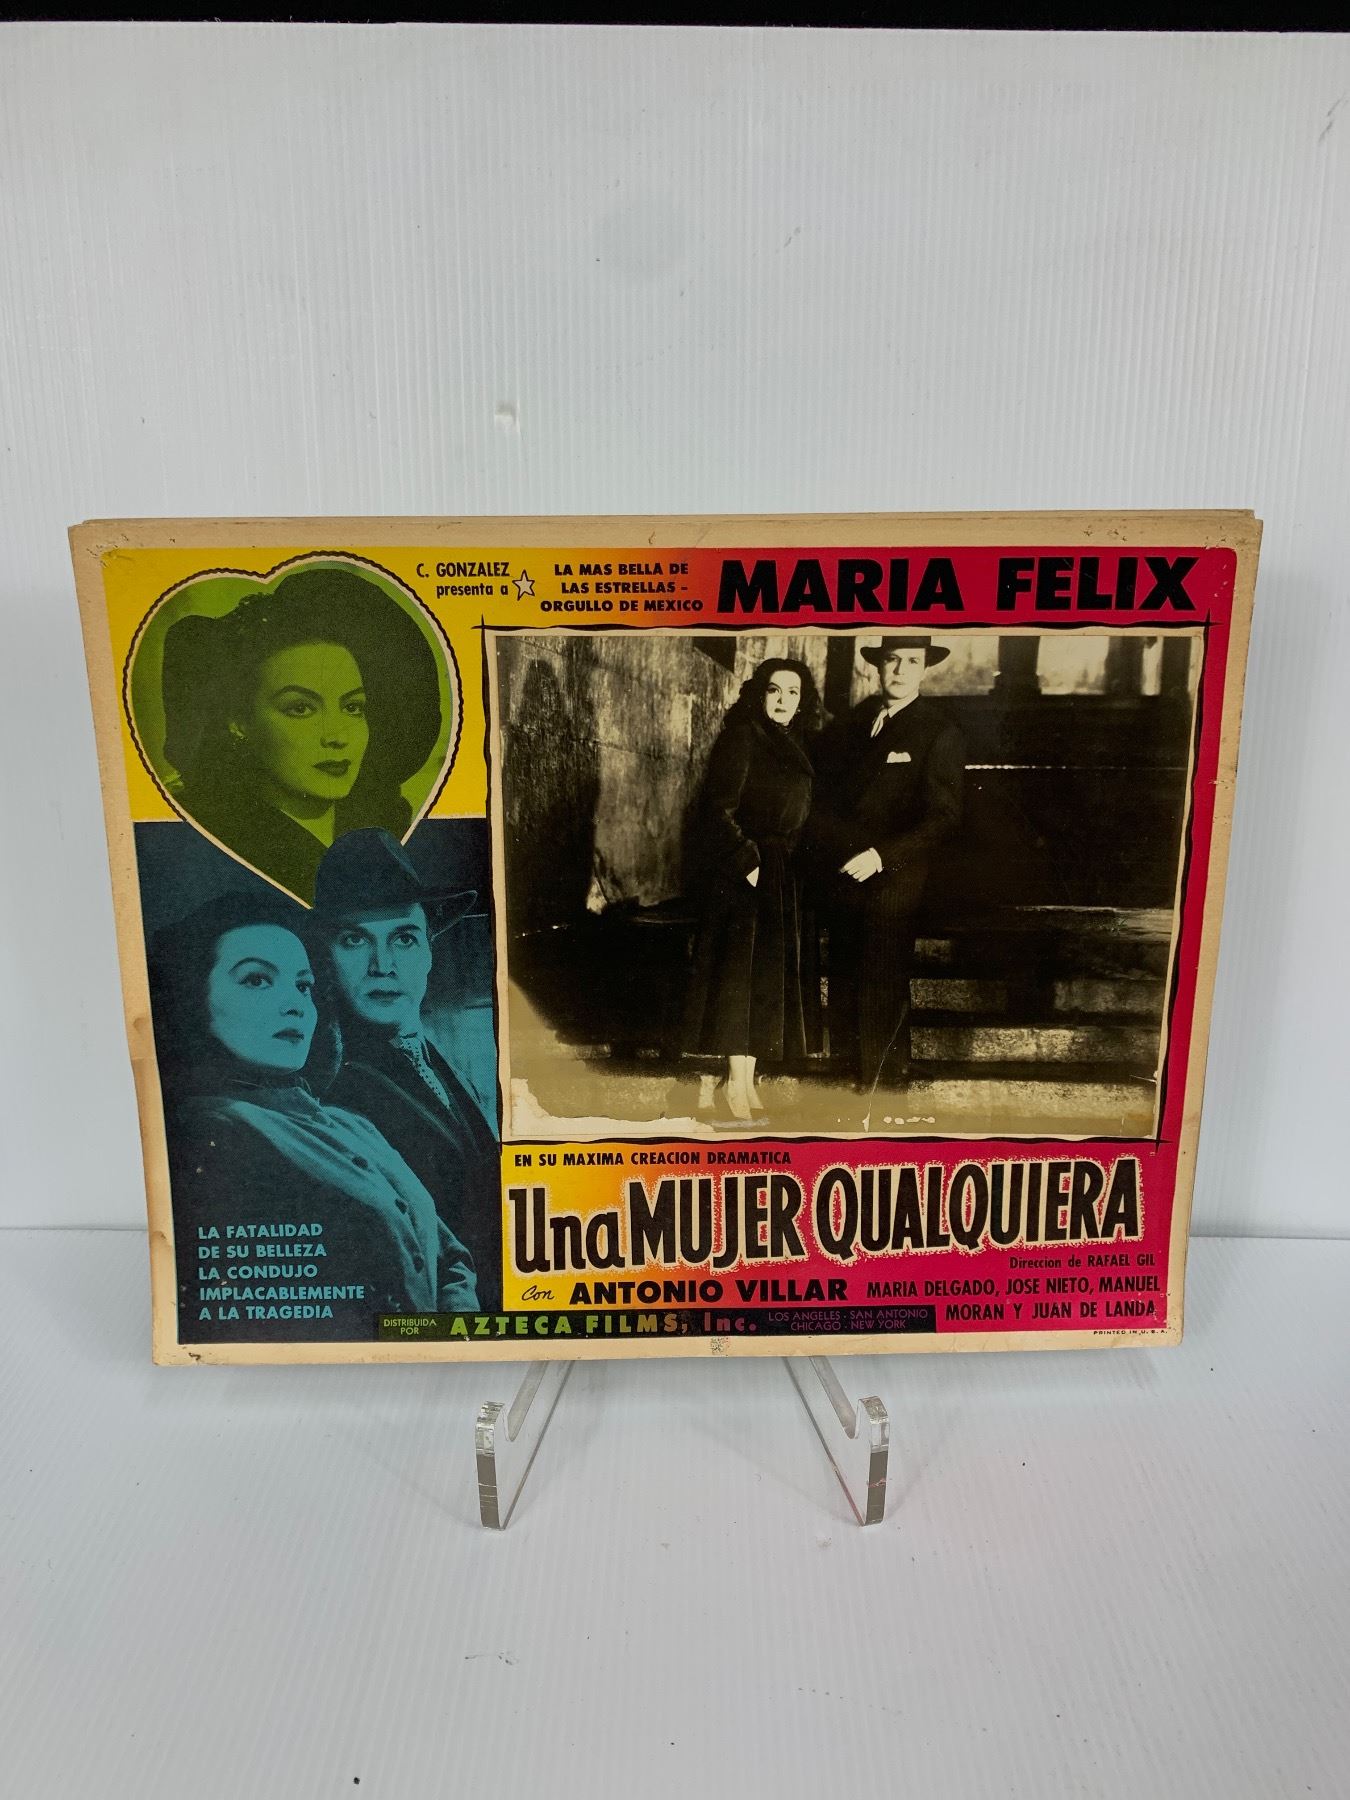 C. GONZALEZ
presenta a
LA MAS BELLA DE
LAS ESTRELLAS -
ORGULLO DE MEXICO
MARIA FELIX
EN SU MAXIMA CREACION DRAMATICA
Una MUJER QUALQUIERA
Direccion de RAFAEL GIL
Con ANTONIO VILLAR
MARIA DELGADO, JOSE NIETO, MANUEL
MORAN Y JUAN DE LANDA
LA FATALIDAD
DE SU BELLEZA
LA CONDUJO
IMPLACABLEMENTE
A LA TRAGEDIA
DISTRIBUIDA
POR
AZTECA FILMS, Inc.
LOS ANGELES - SAN ANTONIO
CHICAGO - NEW YORK
PRINTED IN U. S. A.